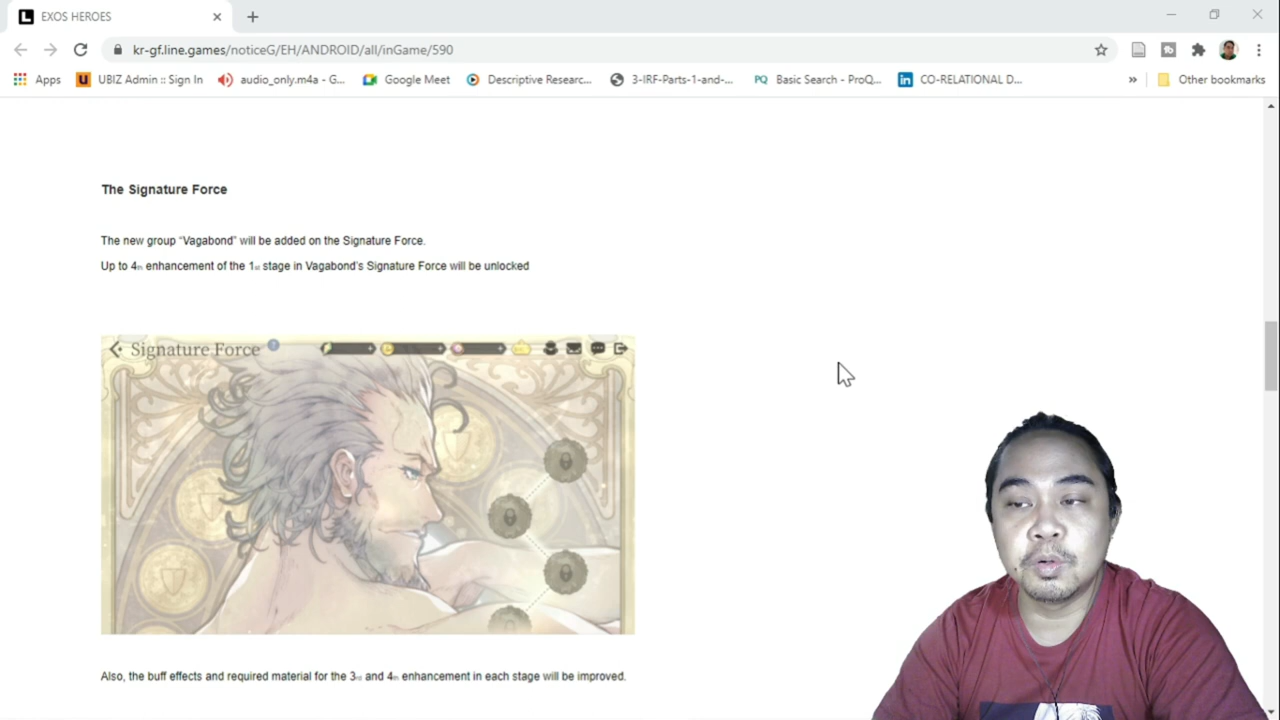 EXOS HEROES
kr-gf.line.games/noticeG/EH/ANDROID/all/inGame/590
Apps UBIZ Admin :: Sign In audio_only.m4a - G... Google Meet Descriptive Researc... 3-IRF-Parts-1-and-... PQ Basic Search - ProQ... in CO-RELATIONAL D... » Other bookmarks
The Signature Force
The new group “Vagabond” will be added on the Signature Force.
Up to 4th enhancement of the 1st stage in Vagabond's Signature Force will be unlocked
Signature Force
Also, the buff effects and required material for the 3rd and 4th enhancement in each stage will be improved.